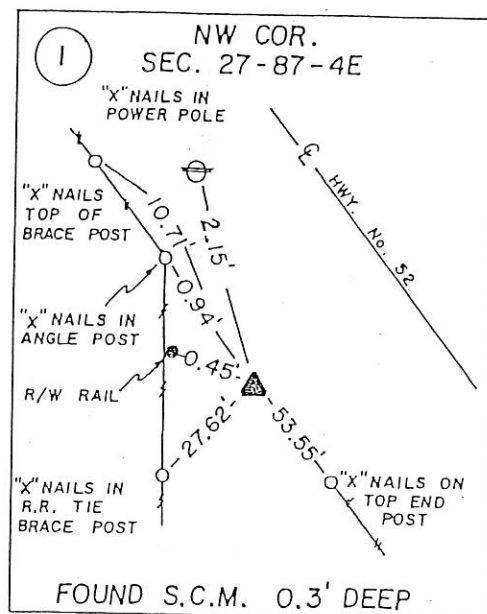 1
NW COR.
SEC. 27-87-4E
"X" NAILS IN
POWER POLE
℄ HWY. No. 52
"X" NAILS
TOP OF
BRACE POST
10.71'
2.15'
"X" NAILS IN
ANGLE POST
0.94'
R/W RAIL
0.45'
27.62'
53.55'
"X" NAILS IN
R.R. TIE
BRACE POST
"X" NAILS ON
TOP END
POST
FOUND S.C.M. 0.3' DEEP